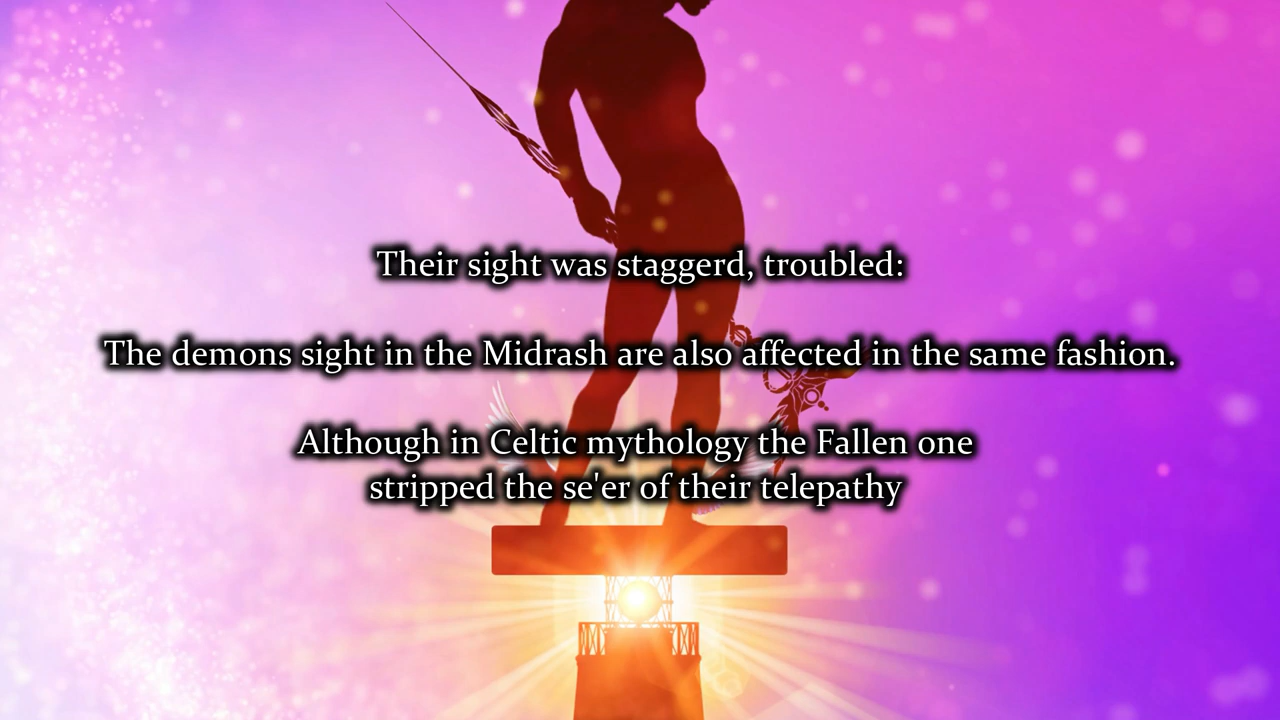 Their sight was staggerd, troubled:
The demons sight in the Midrash are also affected in the same fashion.
Although in Celtic mythology the Fallen one
stripped the se'er of their telepathy